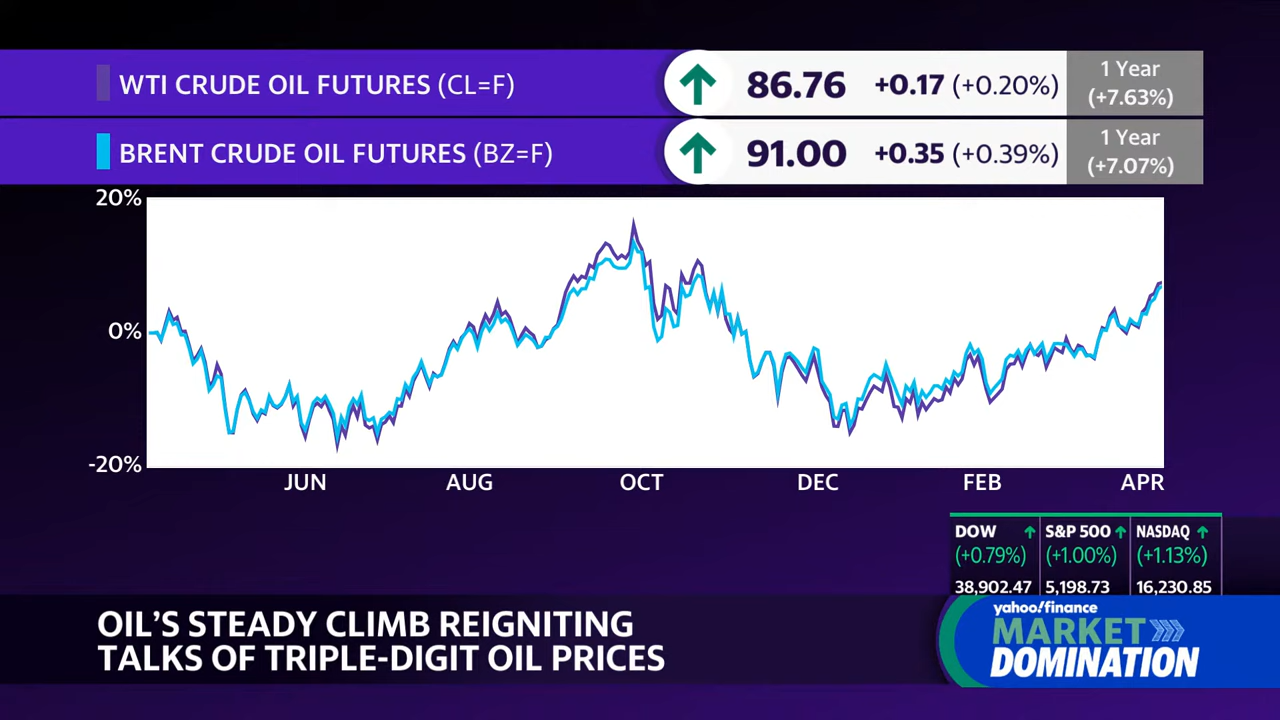 WTI CRUDE OIL FUTURES (CL=F)
86.76
+0.17 (+0.20%)
1 Year
(+7.63%)
BRENT CRUDE OIL FUTURES (BZ=F)
91.00
+0.35 (+0.39%)
1 Year
(+7.07%)
20%
0%
-20%
JUN AUG OCT DEC FEB APR
DOW S&P 500 NASDAQ
(+0.79%) (+1.00%) (+1.13%)
38,902.47 5,198.73 16,230.85
OIL'S STEADY CLIMB REIGNITING
TALKS OF TRIPLE-DIGIT OIL PRICES
yahoo!finance
MARKET
DOMINATION